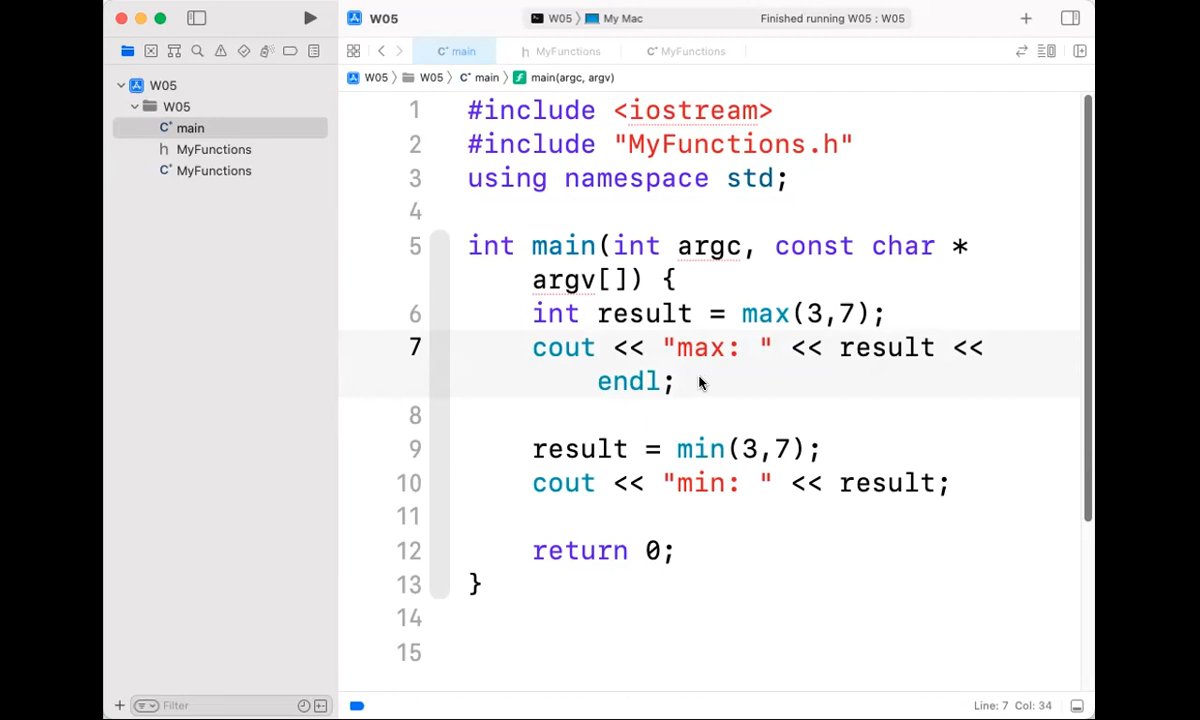 W05
W05 〉 My Mac
Finished running W05 : W05
main
MyFunctions
MyFunctions
W05 〉 W05 〉 main 〉 main(argc, argv)
W05
W05
main
MyFunctions
MyFunctions
1 #include <iostream>
2 #include "MyFunctions.h"
3 using namespace std;
4
5 int main(int argc, const char *
argv[]) {
6 int result = max(3,7);
7 cout << "max: " << result <<
endl;
8
9 result = min(3,7);
10 cout << "min: " << result;
11
12 return 0;
13 }
14
15
Filter
Line: 7 Col: 34